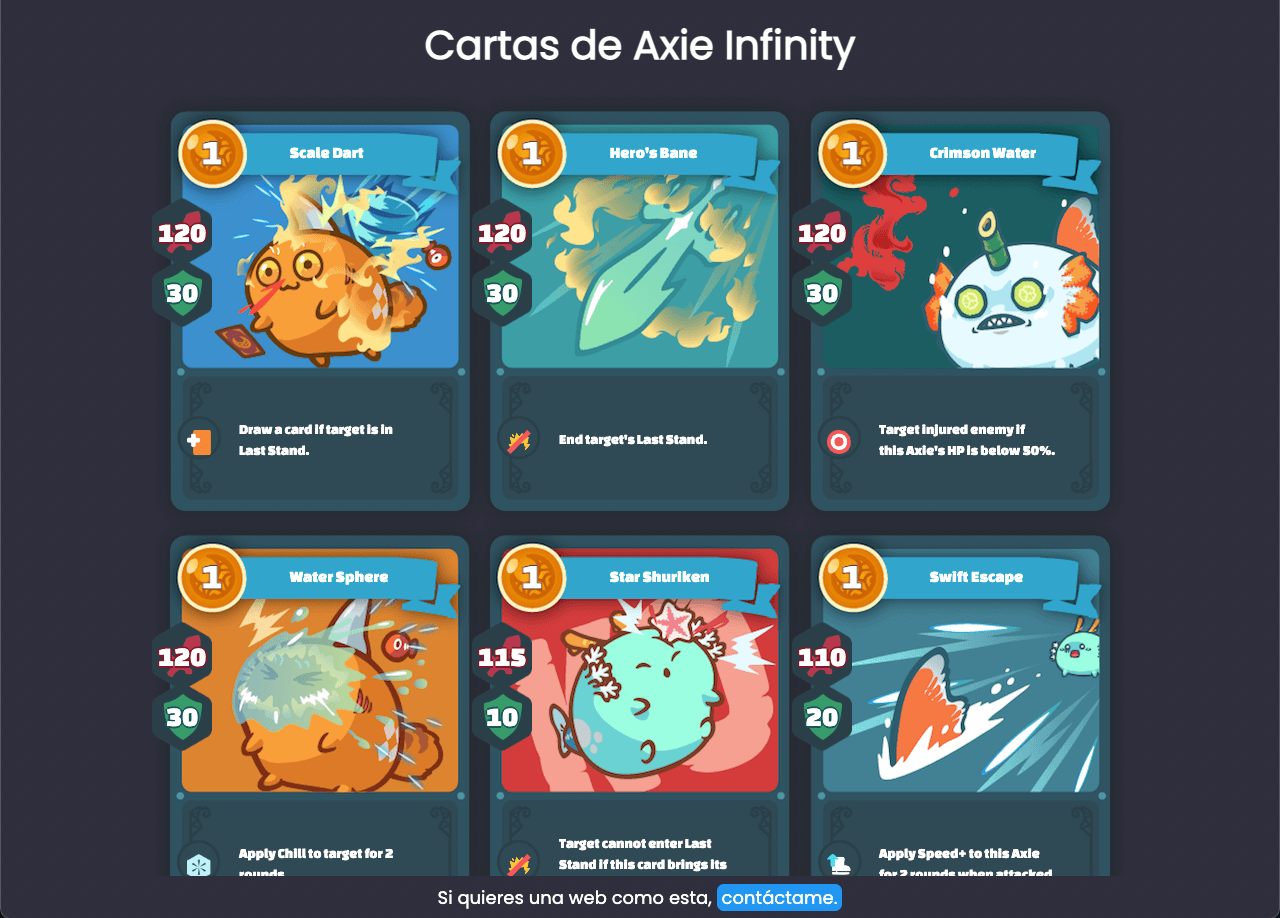 Cartas de Axie Infinity
1
Scale Dart
120
30
Draw a card if target is in
Last Stand.
1
Hero's Bane
120
30
End target's Last Stand.
1
Crimson Water
120
30
Target injured enemy if
this Axie's HP is below 50%.
1
Water Sphere
120
30
Apply Chill to target for 2
rounds
1
Star Shuriken
115
10
Target cannot enter Last
Stand if this card brings its
1
Swift Escape
110
20
Apply Speed+ to this Axie
for 2 rounds when attacked
Si quieres una web como esta, contáctame.